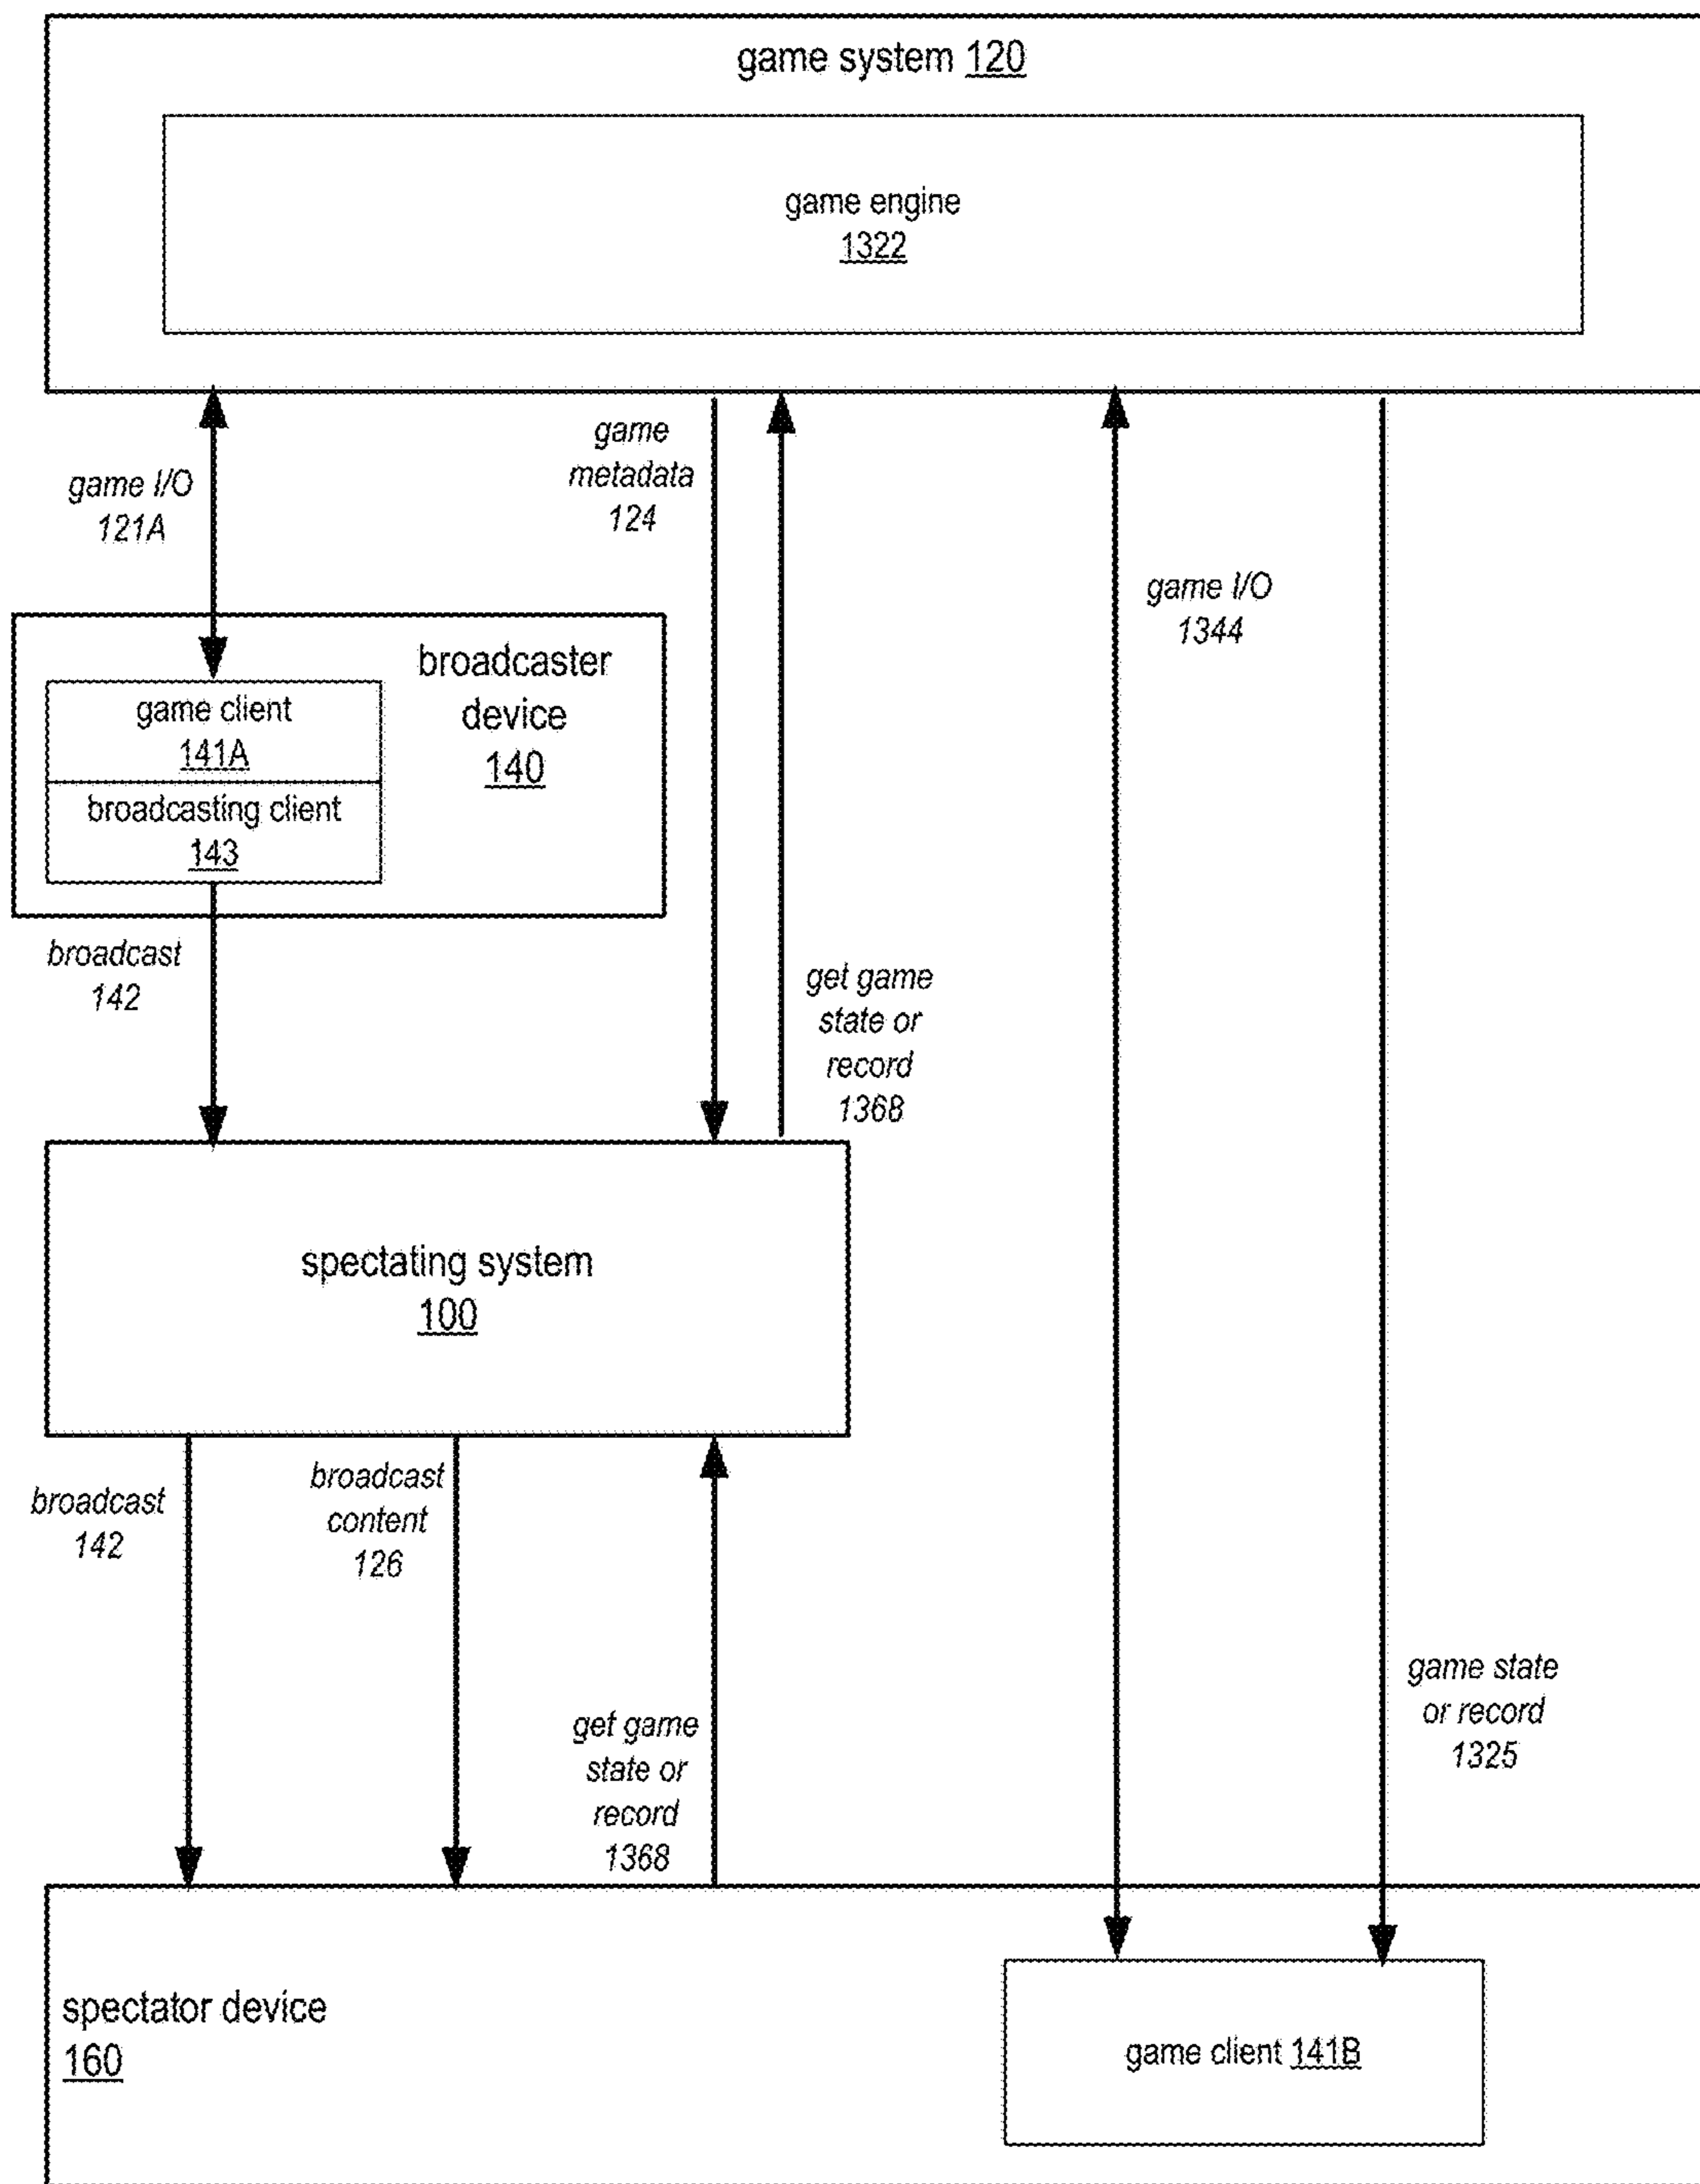 game system 120
game engine
1322
game I/O
121A
game
metadata
124
game I/O
1344
broadcaster
device
140
game client
141A
broadcasting client
143
broadcast
142
get game
state or
record
1368
spectating system
100
broadcast
142
broadcast
content
126
get game
state or
record
1368
game state
or record
1325
spectator device
160
game client 141B